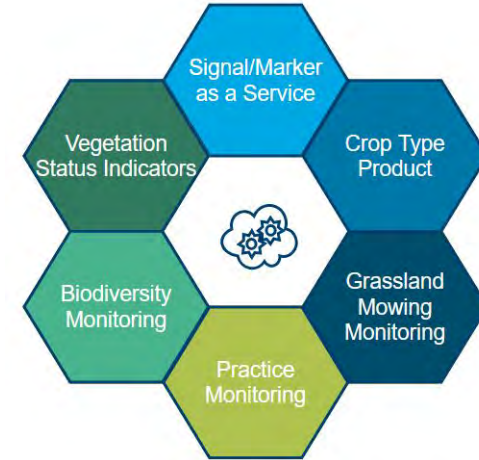 Signal/Marker
as a Service
Vegetation
Status Indicators
Crop Type
Product
Biodiversity
Monitoring
Grassland
Mowing
Monitoring
Practice
Monitoring